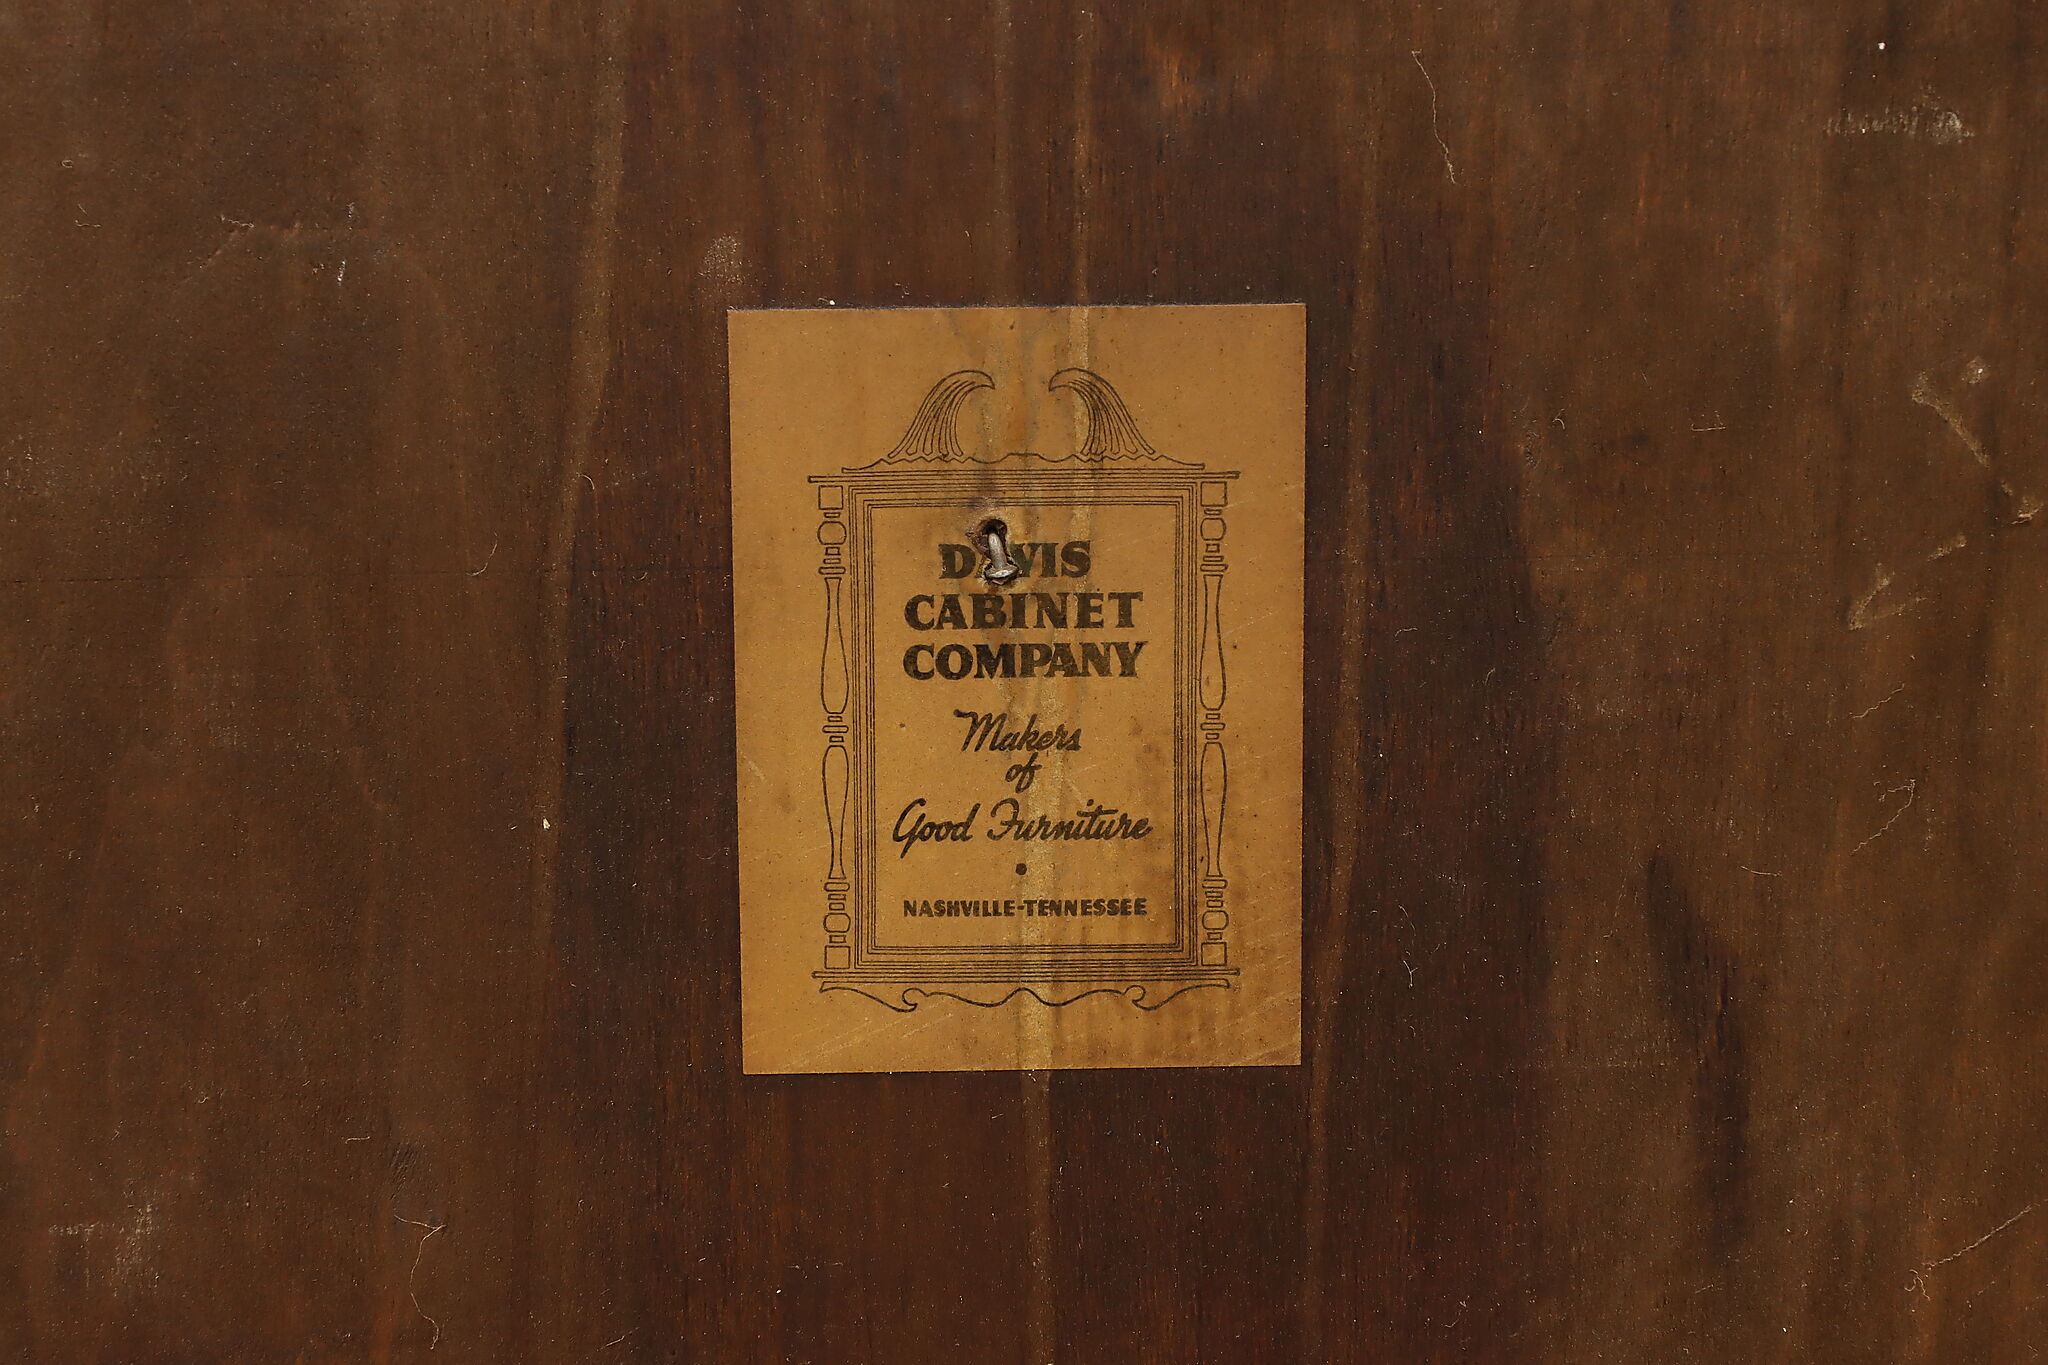 DAVIS
CABINET
COMPANY
Makers
of
Good Furniture
•
NASHVILLE-TENNESSEE